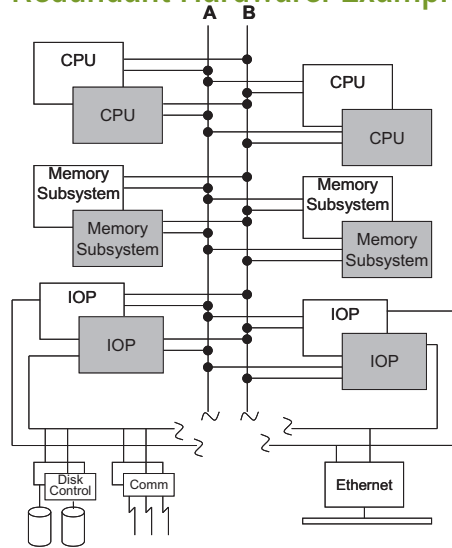 A B
CPU
CPU
CPU
CPU
Memory
Subsystem
Memory
Subsystem
Memory
Subsystem
Memory
Subsystem
IOP
IOP
IOP
IOP
Disk
Control
Comm
Ethernet